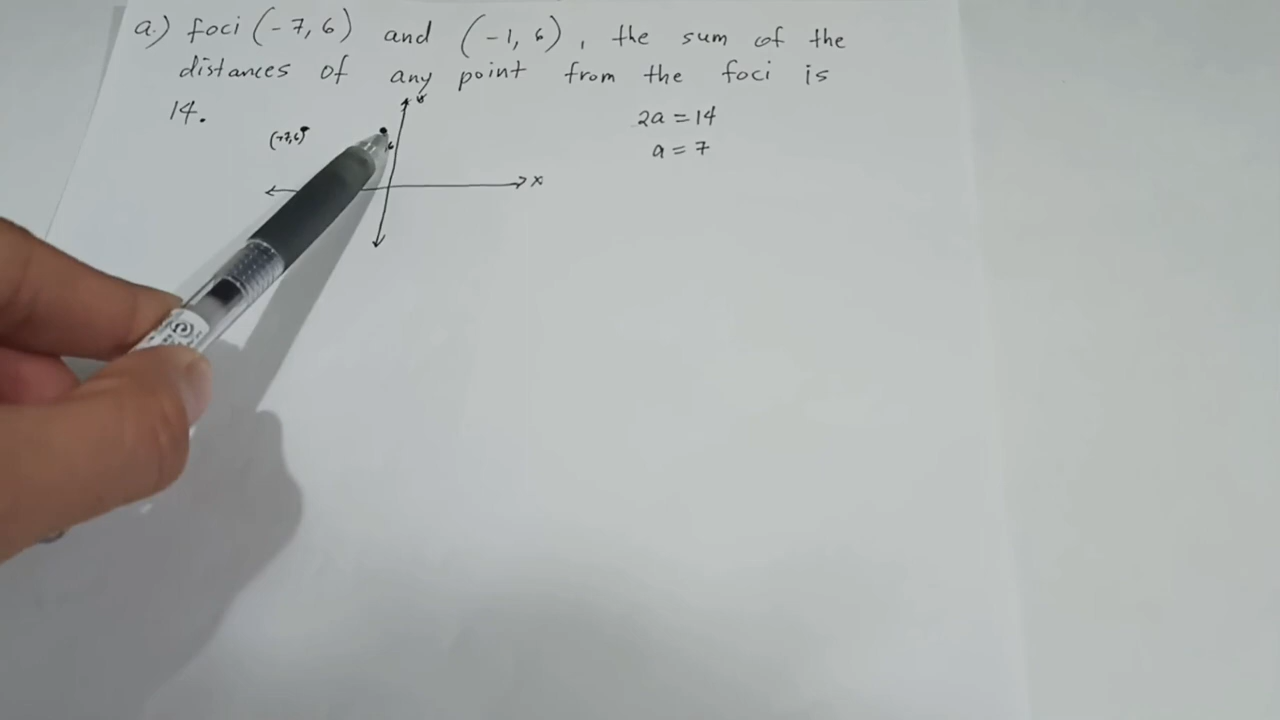 a.) foci (-7, 6) and (-1, 6), the sum of the
distances of any point from the foci is
14.
2a = 14
(-7,6)
a = 7
x